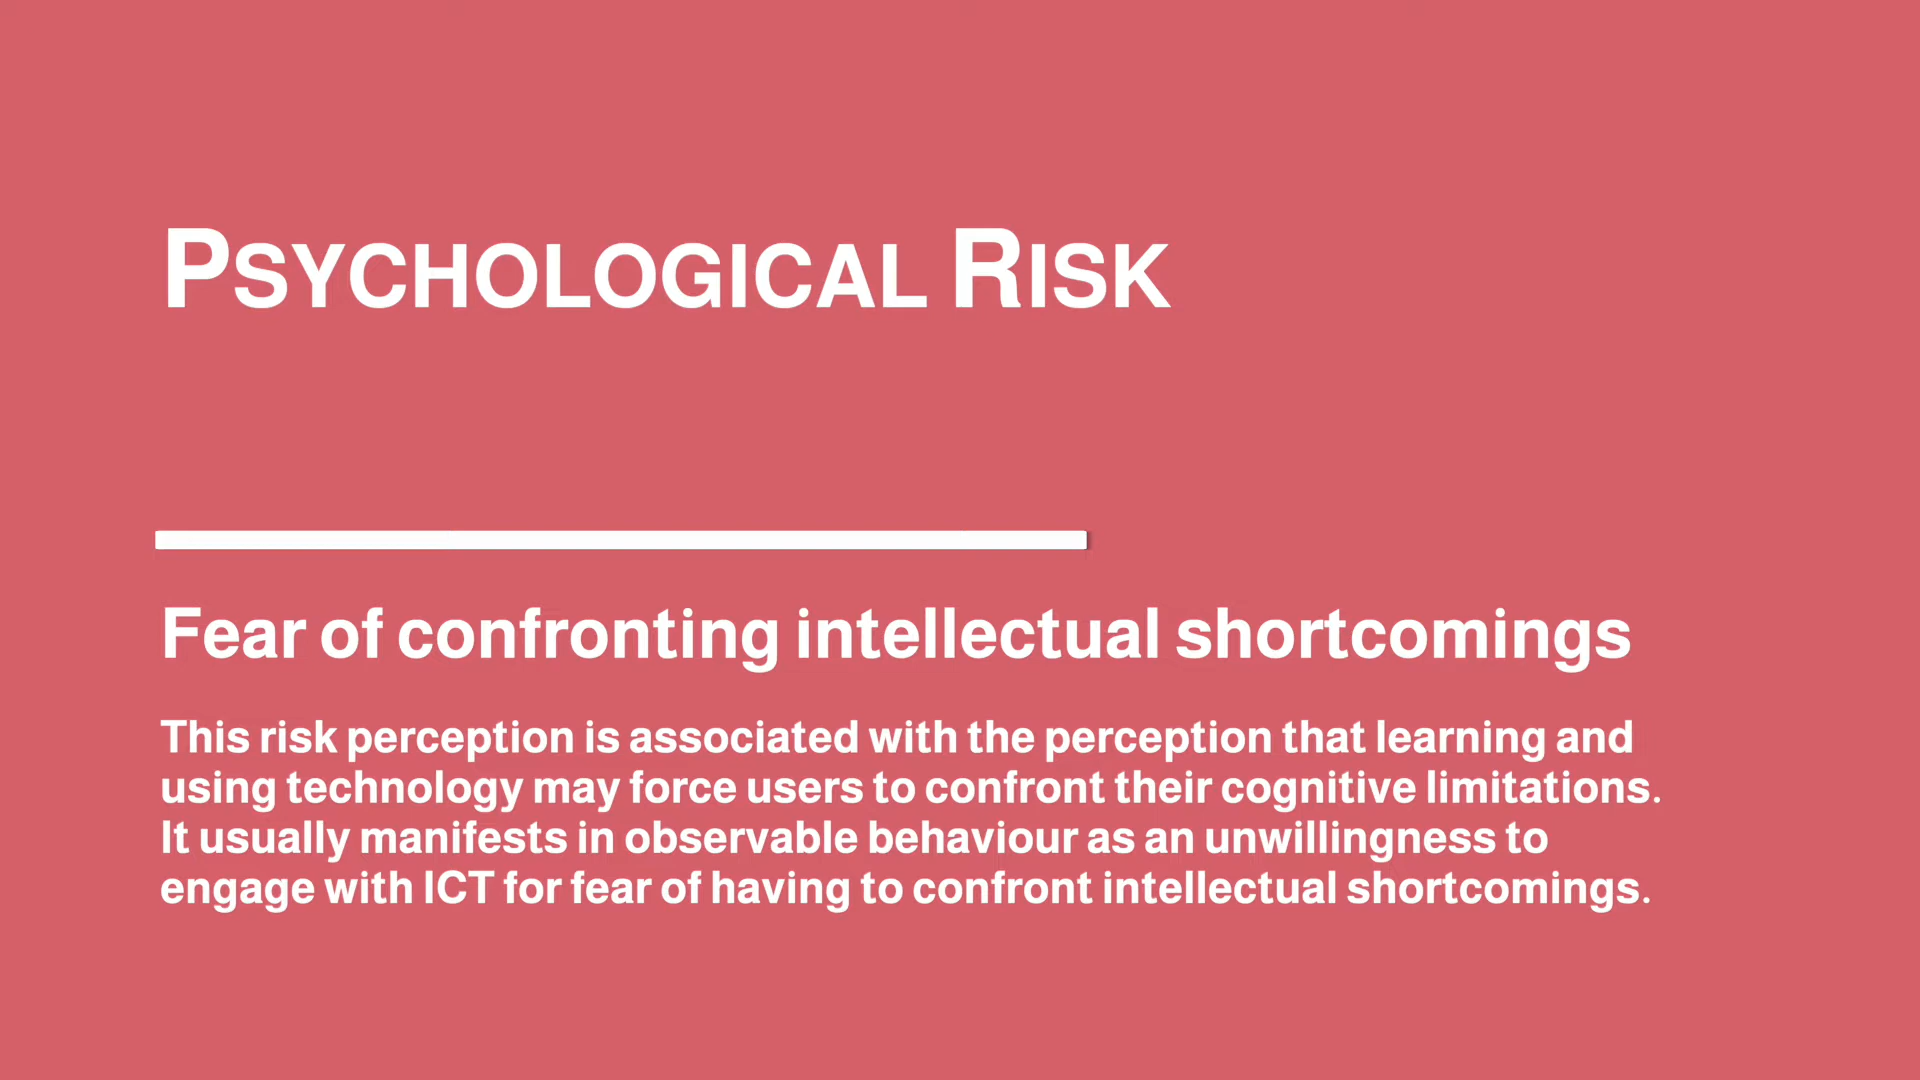 Psychological Risk
Fear of confronting intellectual shortcomings
This risk perception is associated with the perception that learning and
using technology may force users to confront their cognitive limitations.
It usually manifests in observable behaviour as an unwillingness to
engage with ICT for fear of having to confront intellectual shortcomings.